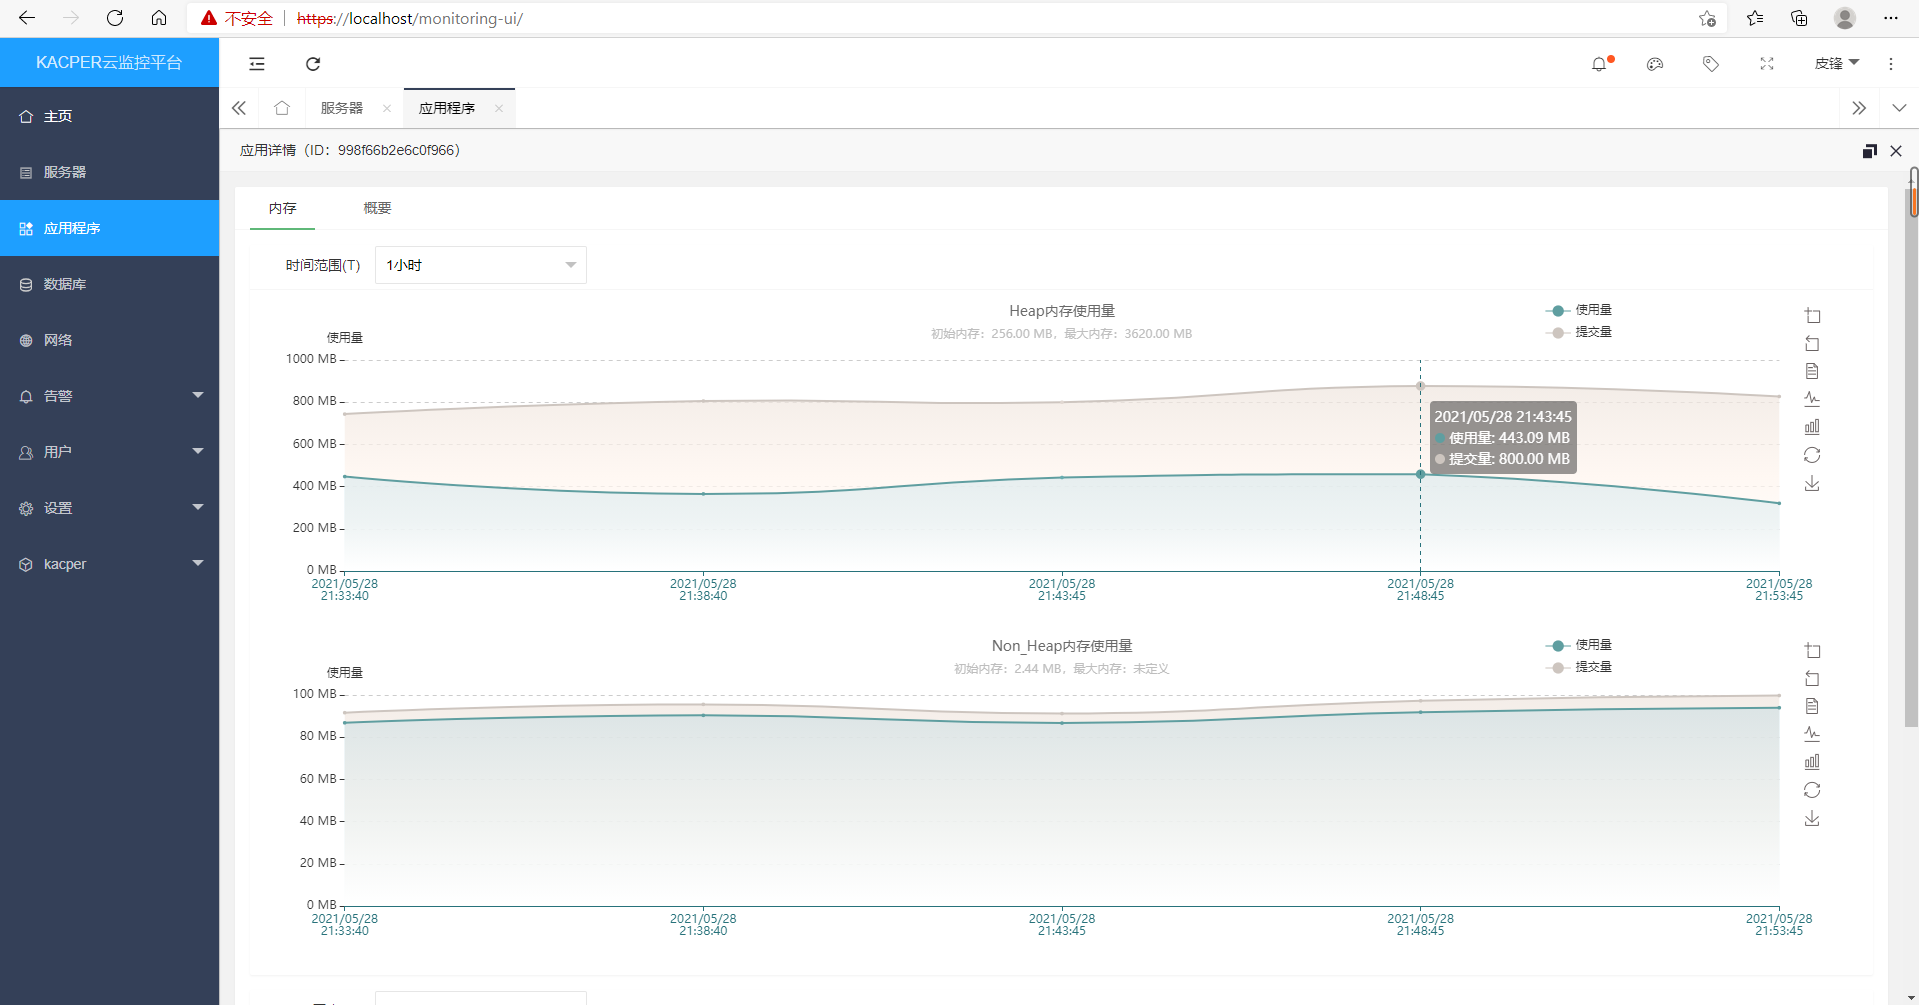 不安全 https://localhost/monitoring-ui/
KACPER云监控平台
皮锋
主页
服务器
应用程序
数据库
网络
告警
用户
设置
kacper
服务器
应用程序
应用详情（ID：998f66b2e6c0f966）
内存
概要
时间范围(T)
1小时
Heap内存使用量
初始内存：256.00 MB，最大内存：3620.00 MB
使用量
提交量
使用量
1000 MB
800 MB
600 MB
400 MB
200 MB
0 MB
2021/05/28 21:43:45
使用量: 443.09 MB
提交量: 800.00 MB
2021/05/28
21:33:40
2021/05/28
21:38:40
2021/05/28
21:43:45
2021/05/28
21:48:45
2021/05/28
21:53:45
Non_Heap内存使用量
初始内存：2.44 MB，最大内存：未定义
使用量
提交量
使用量
100 MB
80 MB
60 MB
40 MB
20 MB
0 MB
2021/05/28
21:33:40
2021/05/28
21:38:40
2021/05/28
21:43:45
2021/05/28
21:48:45
2021/05/28
21:53:45